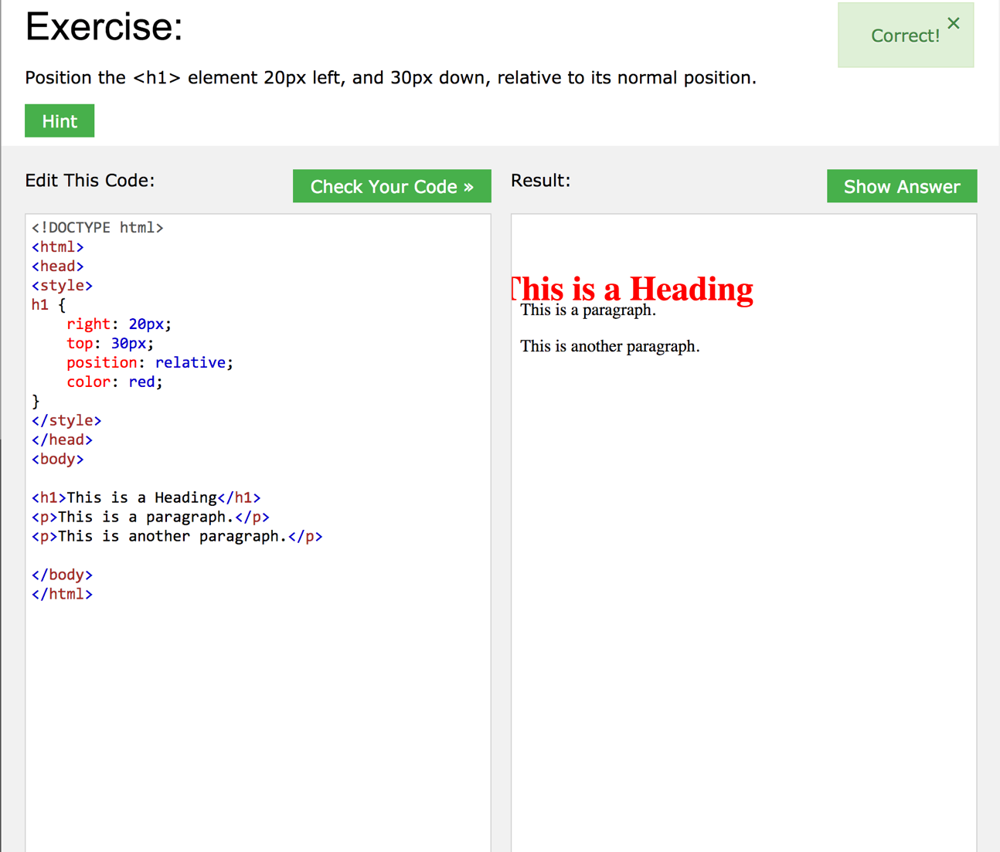 Exercise:
Correct! ×
Position the <h1> element 20px left, and 30px down, relative to its normal position.
Hint
Edit This Code:
Check Your Code »
<!DOCTYPE html>
<html>
<head>
<style>
h1 {
    right: 20px;
    top: 30px;
    position: relative;
    color: red;
}
</style>
</head>
<body>

<h1>This is a Heading</h1>
<p>This is a paragraph.</p>
<p>This is another paragraph.</p>

</body>
</html>
Result:
Show Answer
This is a Heading
This is a paragraph.
This is another paragraph.